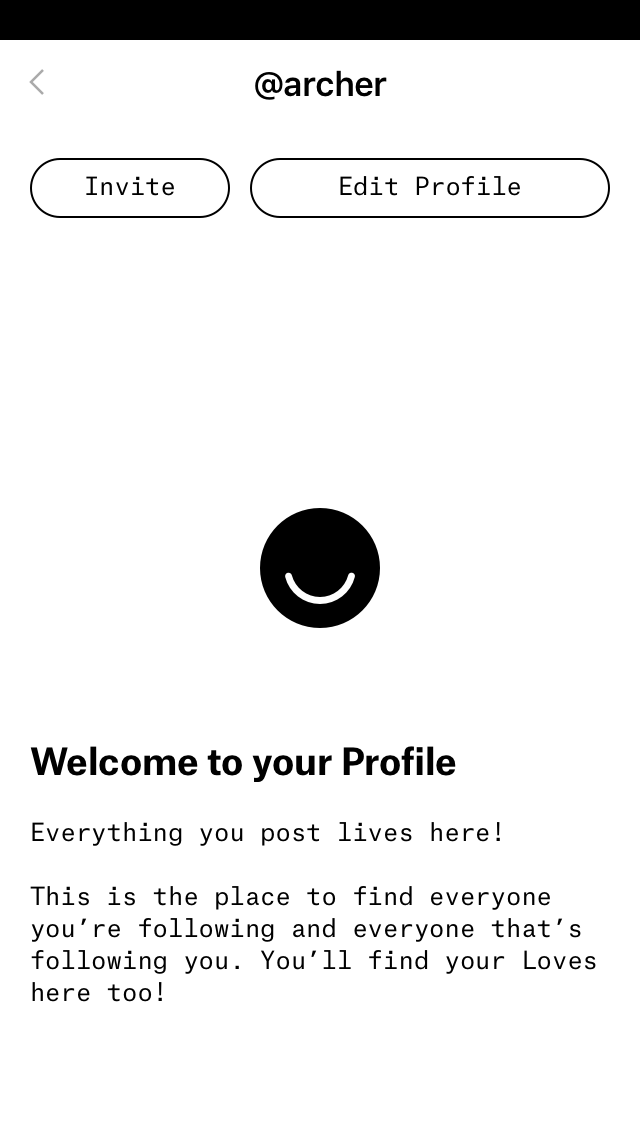 @archer
Invite
Edit Profile
Welcome to your Profile
Everything you post lives here!
This is the place to find everyone
you’re following and everyone that’s
following you. You’ll find your Loves
here too!